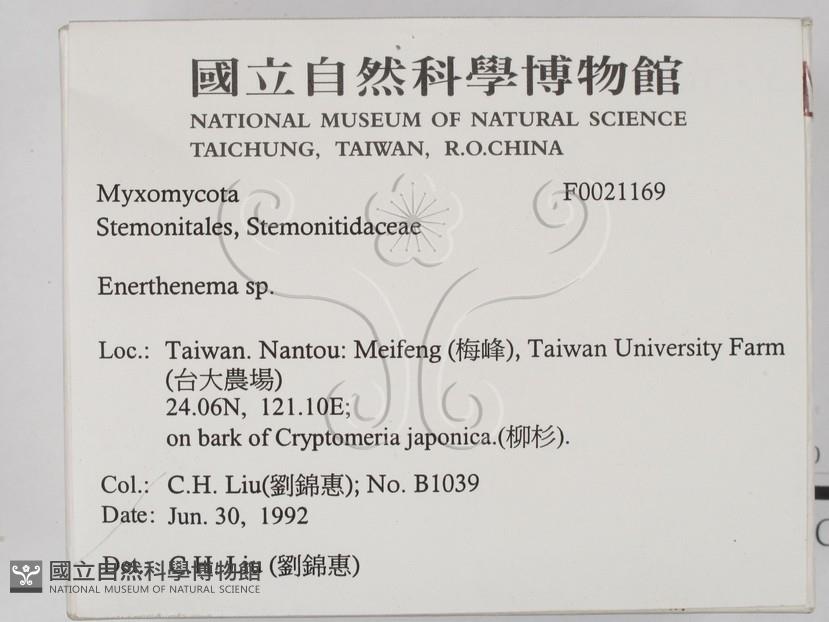 國立自然科學博物館
NATIONAL MUSEUM OF NATURAL SCIENCE
TAICHUNG, TAIWAN, R.O.CHINA
Myxomycota F0021169
Stemonitales, Stemonitidaceae
Enerthenema sp.
Loc.: Taiwan. Nantou: Meifeng (梅峰), Taiwan University Farm
(台大農場)
24.06N, 121.10E;
on bark of Cryptomeria japonica.(柳杉).
Col.: C.H. Liu(劉錦惠); No. B1039
Date: Jun. 30, 1992
Det. C.H. Liu (劉錦惠)
國立自然科學博物館
NATIONAL MUSEUM OF NATURAL SCIENCE